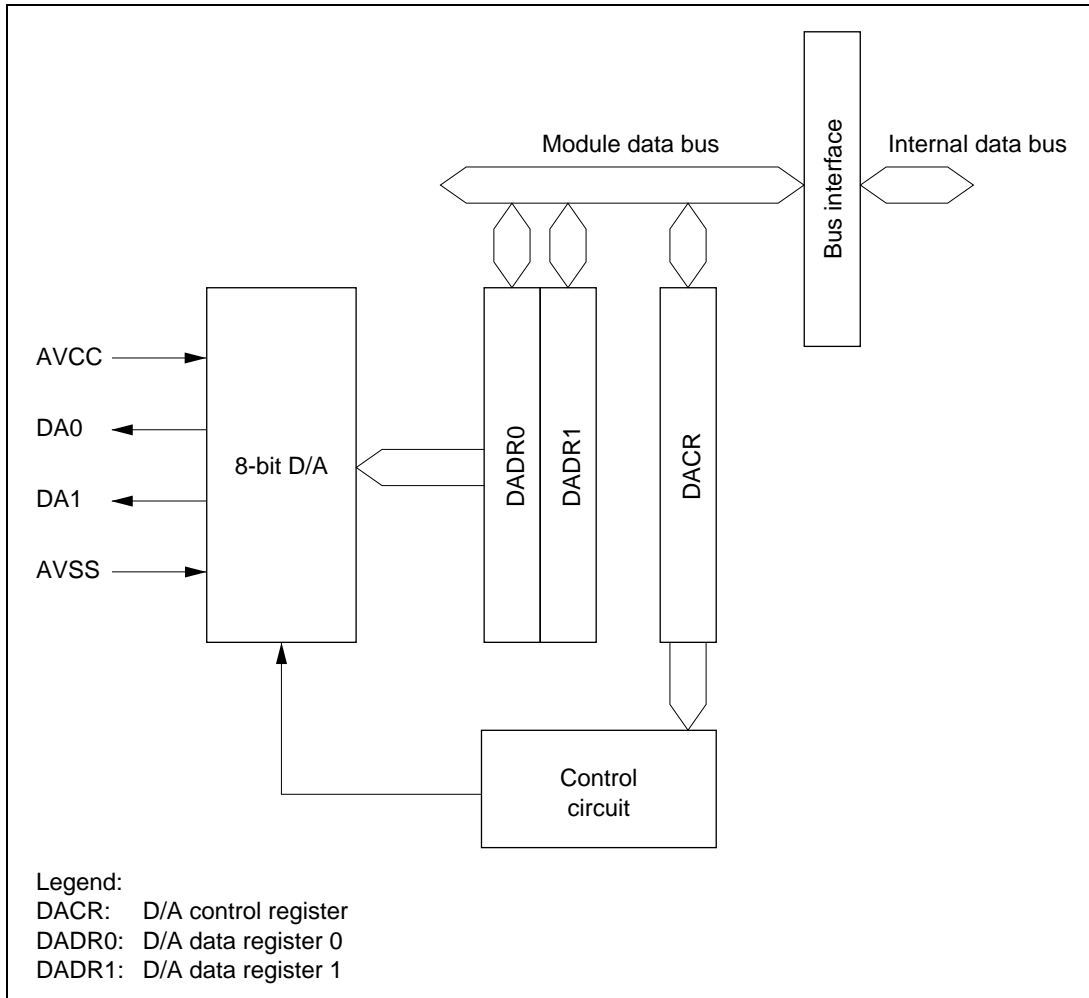 Module data bus
Internal data bus
Bus interface
AVCC
DA0
DA1
AVSS
8-bit D/A
DADR0
DADR1
DACR
Control
circuit
Legend:
DACR: D/A control register
DADR0: D/A data register 0
DADR1: D/A data register 1